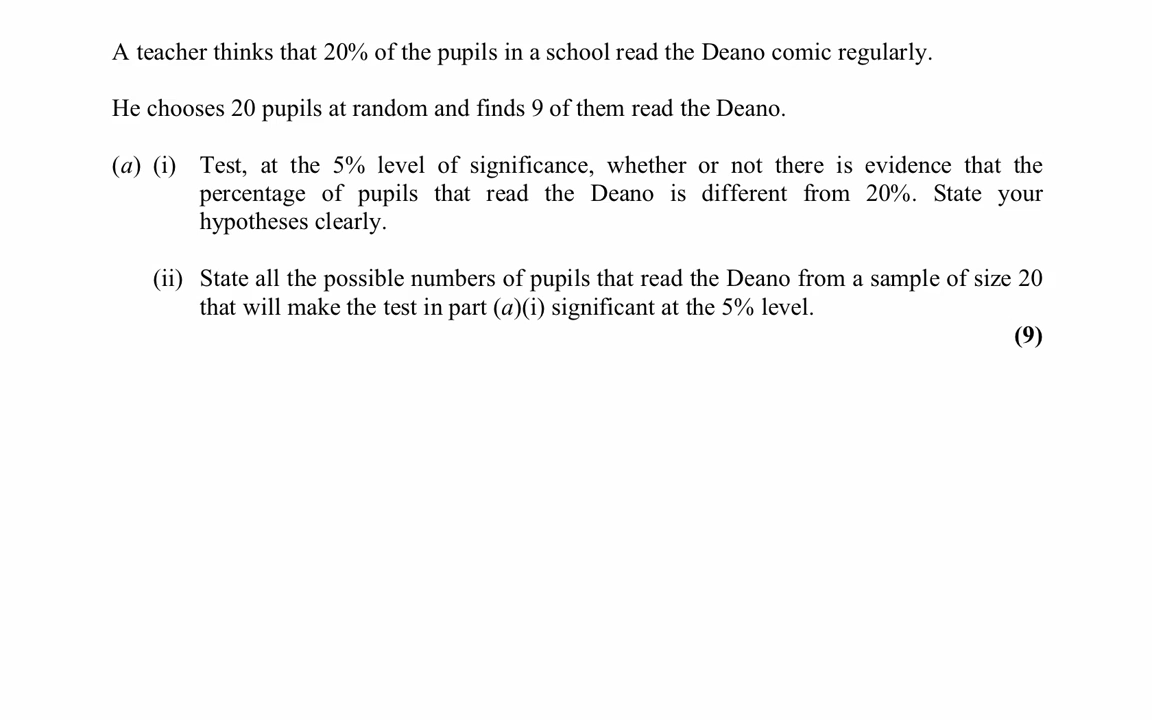 A teacher thinks that 20% of the pupils in a school read the Deano comic regularly.
He chooses 20 pupils at random and finds 9 of them read the Deano.
(a) (i) Test, at the 5% level of significance, whether or not there is evidence that the
percentage of pupils that read the Deano is different from 20%. State your
hypotheses clearly.
(ii) State all the possible numbers of pupils that read the Deano from a sample of size 20
that will make the test in part (a)(i) significant at the 5% level.
(9)